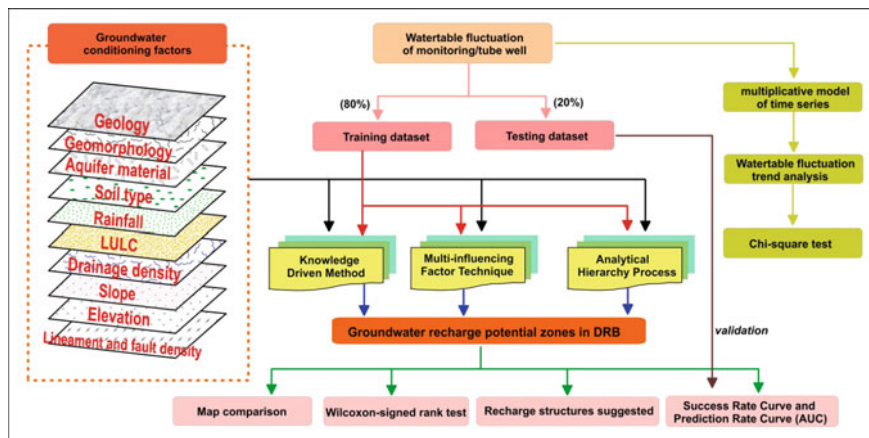 Groundwater
conditioning factors
Geology
Geomorphology
Aquifer material
Soil type
Rainfall
LULC
Drainage density
Slope
Elevation
Lineament and fault density
Watertable fluctuation
of monitoring/tube well
(80%)
(20%)
Training dataset
Testing dataset
multiplicative model
of time series
Watertable fluctuation
trend analysis
Chi-square test
Knowledge
Driven Method
Multi-influencing
Factor Technique
Analytical
Hierarchy Process
Groundwater recharge potential zones in DRB
validation
Map comparison
Wilcoxon-signed rank test
Recharge structures suggested
Success Rate Curve and
Prediction Rate Curve (AUC)